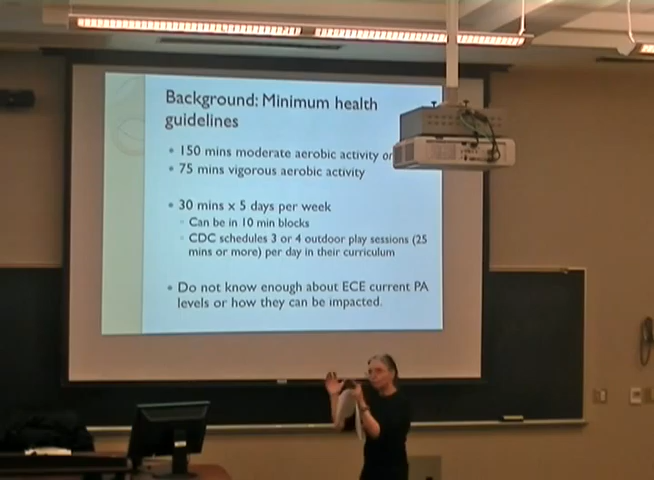 Background: Minimum health
guidelines
150 mins moderate aerobic activity or
75 mins vigorous aerobic activity
30 mins x 5 days per week
Can be in 10 min blocks
CDC schedules 3 or 4 outdoor play sessions (25
mins or more) per day in their curriculum
Do not know enough about ECE current PA
levels or how they can be impacted.